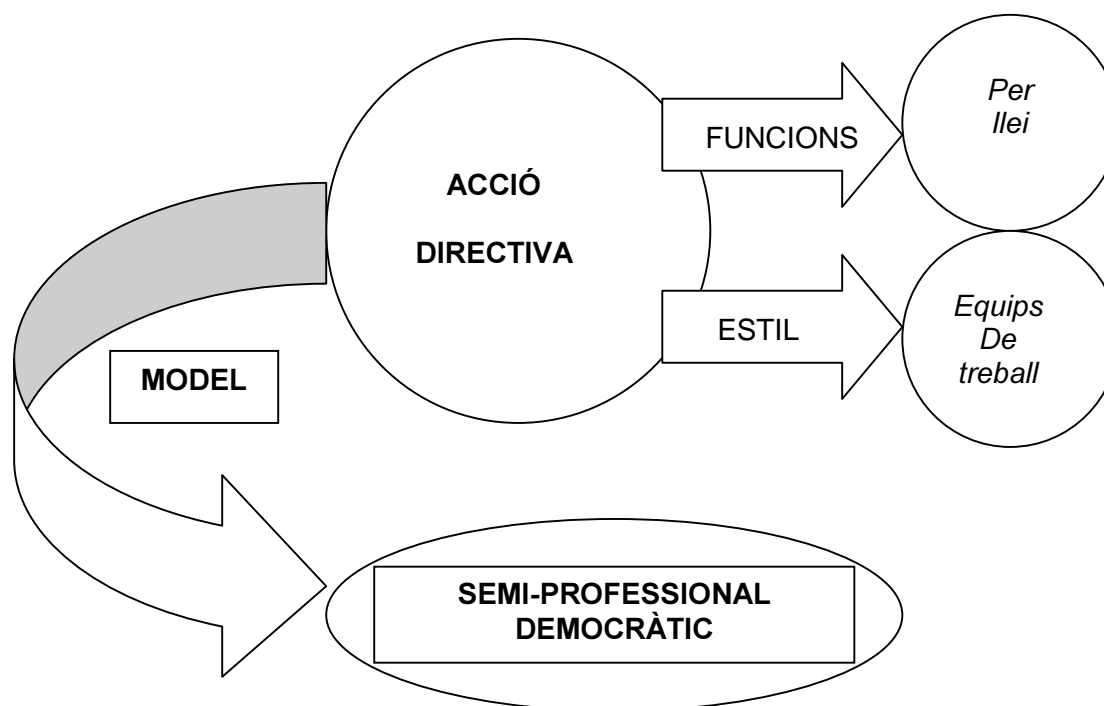 ACCIÓ
DIRECTIVA
FUNCIONS
Per
llei
ESTIL
Equips
De
treball
MODEL
SEMI-PROFESSIONAL
DEMOCRÀTIC